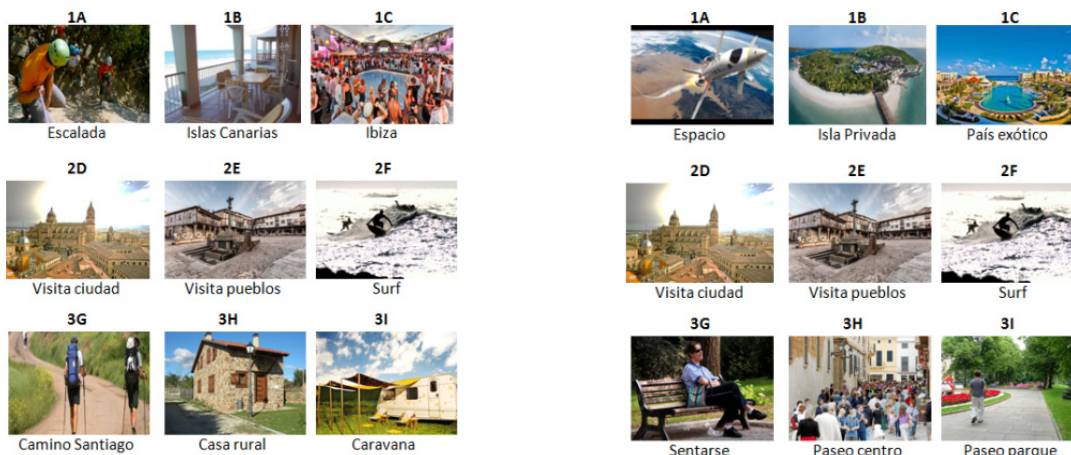 1A 1B 1C
Escalada Islas Canarias Ibiza
2D 2E 2F
Visita ciudad Visita pueblos Surf
3G 3H 3I
Camino Santiago Casa rural Caravana
1A 1B 1C
Espacio Isla Privada País exótico
2D 2E 2F
Visita ciudad Visita pueblos Surf
3G 3H 3I
Sentarse Paseo centro Paseo parque